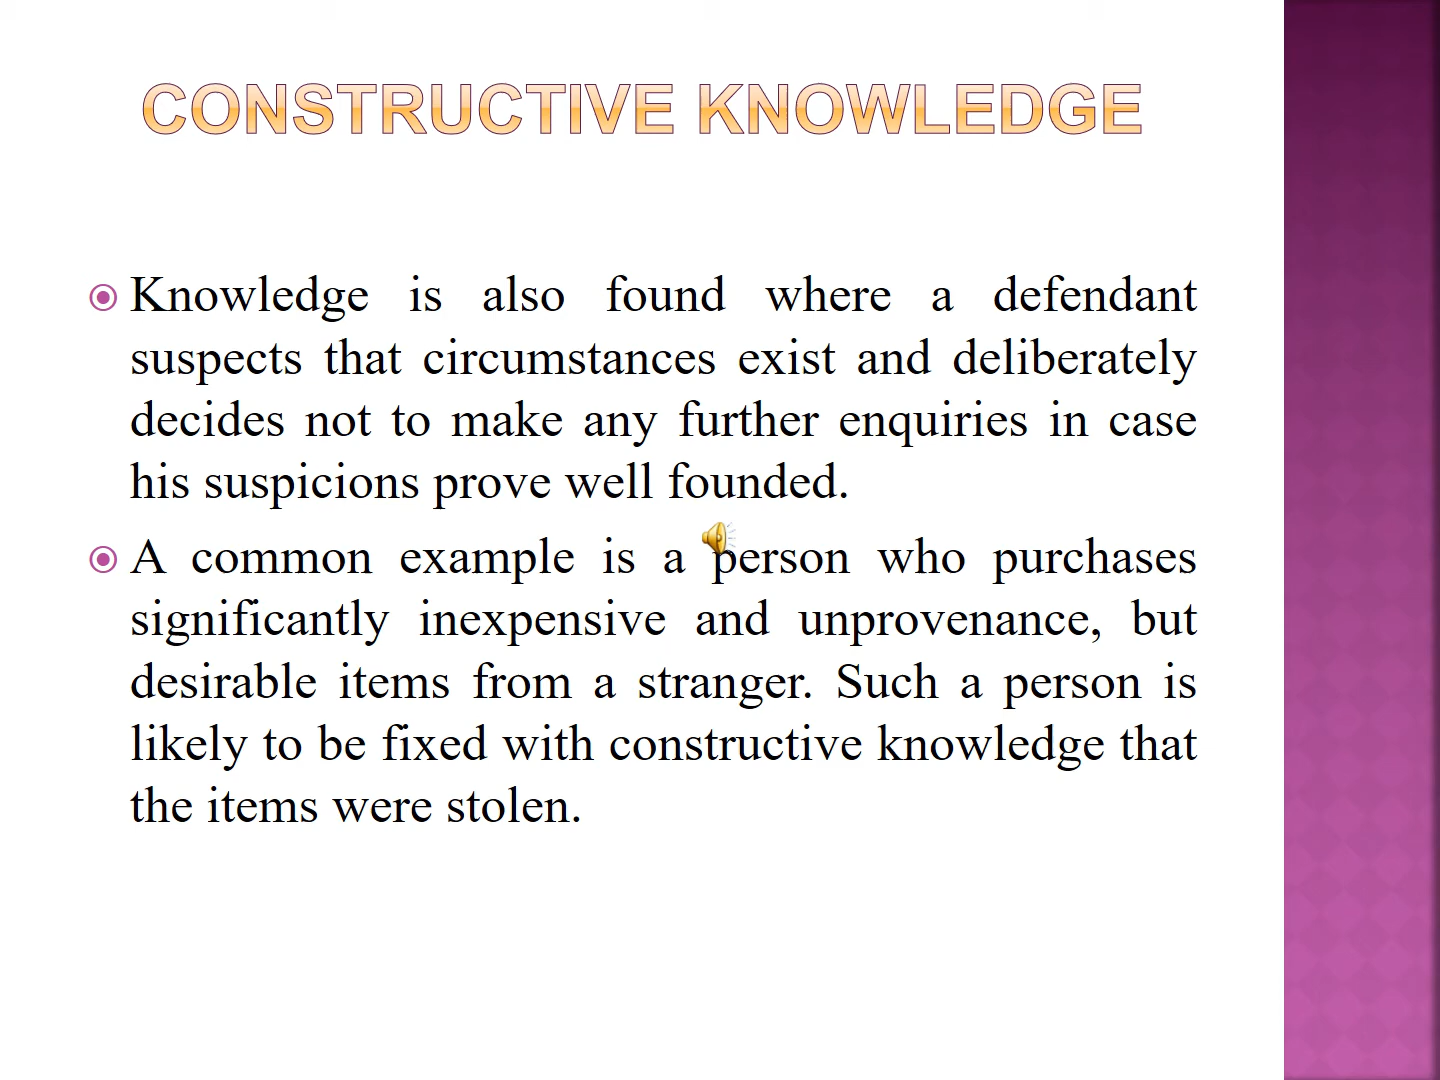 CONSTRUCTIVE KNOWLEDGE
Knowledge is also found where a defendant
suspects that circumstances exist and deliberately
decides not to make any further enquiries in case
his suspicions prove well founded.
A common example is a person who purchases
significantly inexpensive and unprovenance, but
desirable items from a stranger. Such a person is
likely to be fixed with constructive knowledge that
the items were stolen.